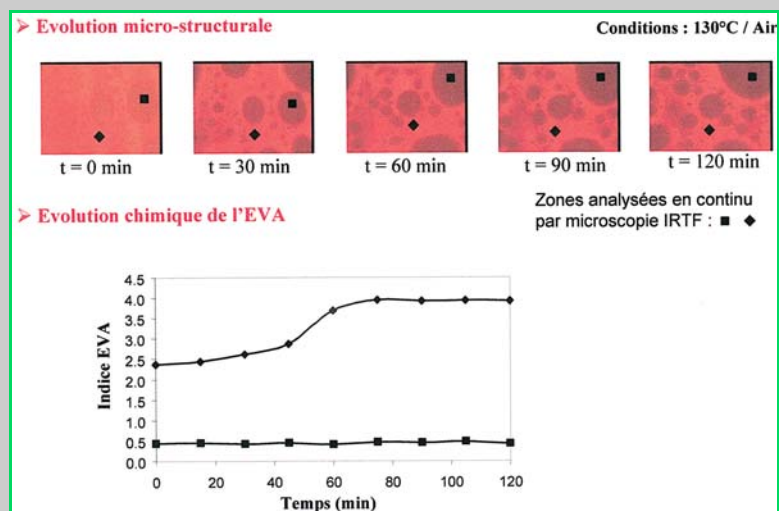 ➢ Evolution micro-structurale
Conditions : 130°C / Air
t = 0 min
t = 30 min
t = 60 min
t = 90 min
t = 120 min
Zones analysées en continu
par microscopie IRTF : ■ ◆
➢ Evolution chimique de l'EVA
Indice EVA
4.5
4.0
3.5
3.0
2.5
2.0
1.5
1.0
0.5
0.0
0 20 40 60 80 100 120
Temps (min)